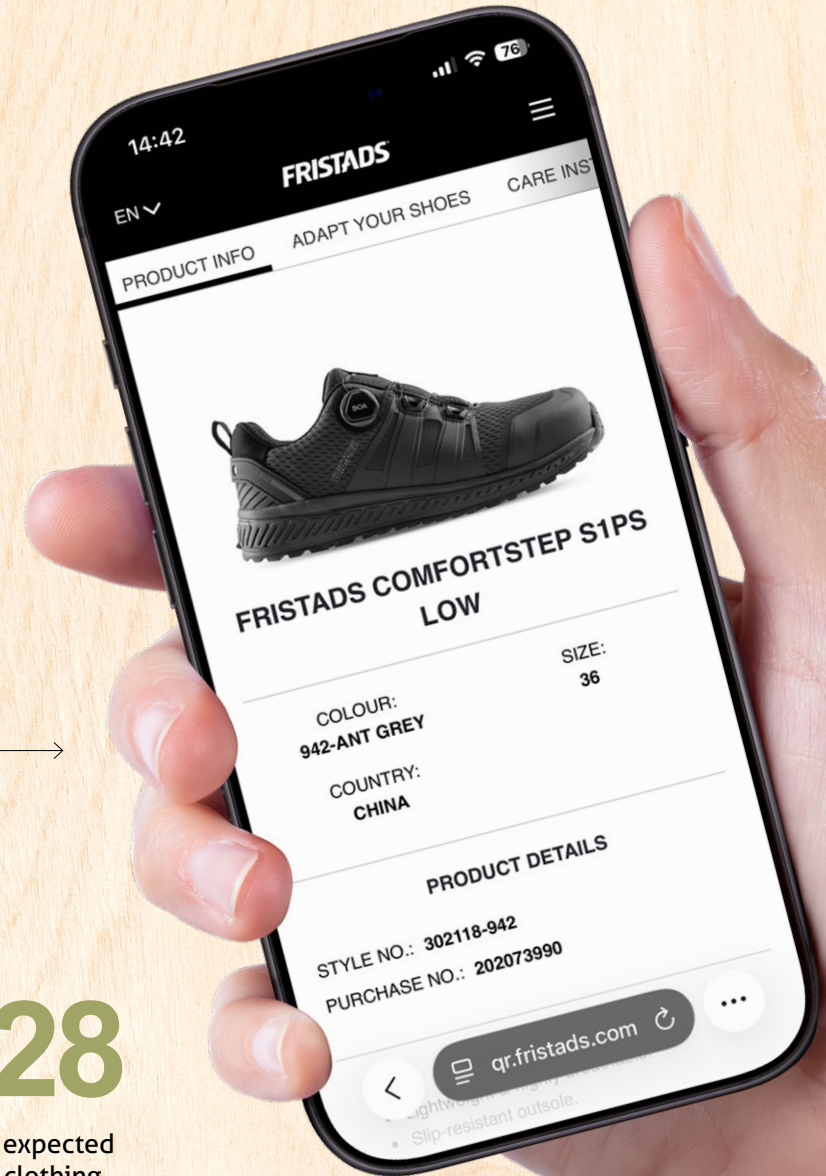 14:42
76
FRISTADS
EN
PRODUCT INFO
ADAPT YOUR SHOES
CARE INST
BOA
FRISTADS COMFORTSTEP S1PS
LOW
COLOUR:
942-ANT GREY
SIZE:
36
COUNTRY:
CHINA
PRODUCT DETAILS
STYLE NO.: 302118-942
PURCHASE NO.: 202073990
qr.fristads.com
Slip-resistant outsole.
28
expected
clothing